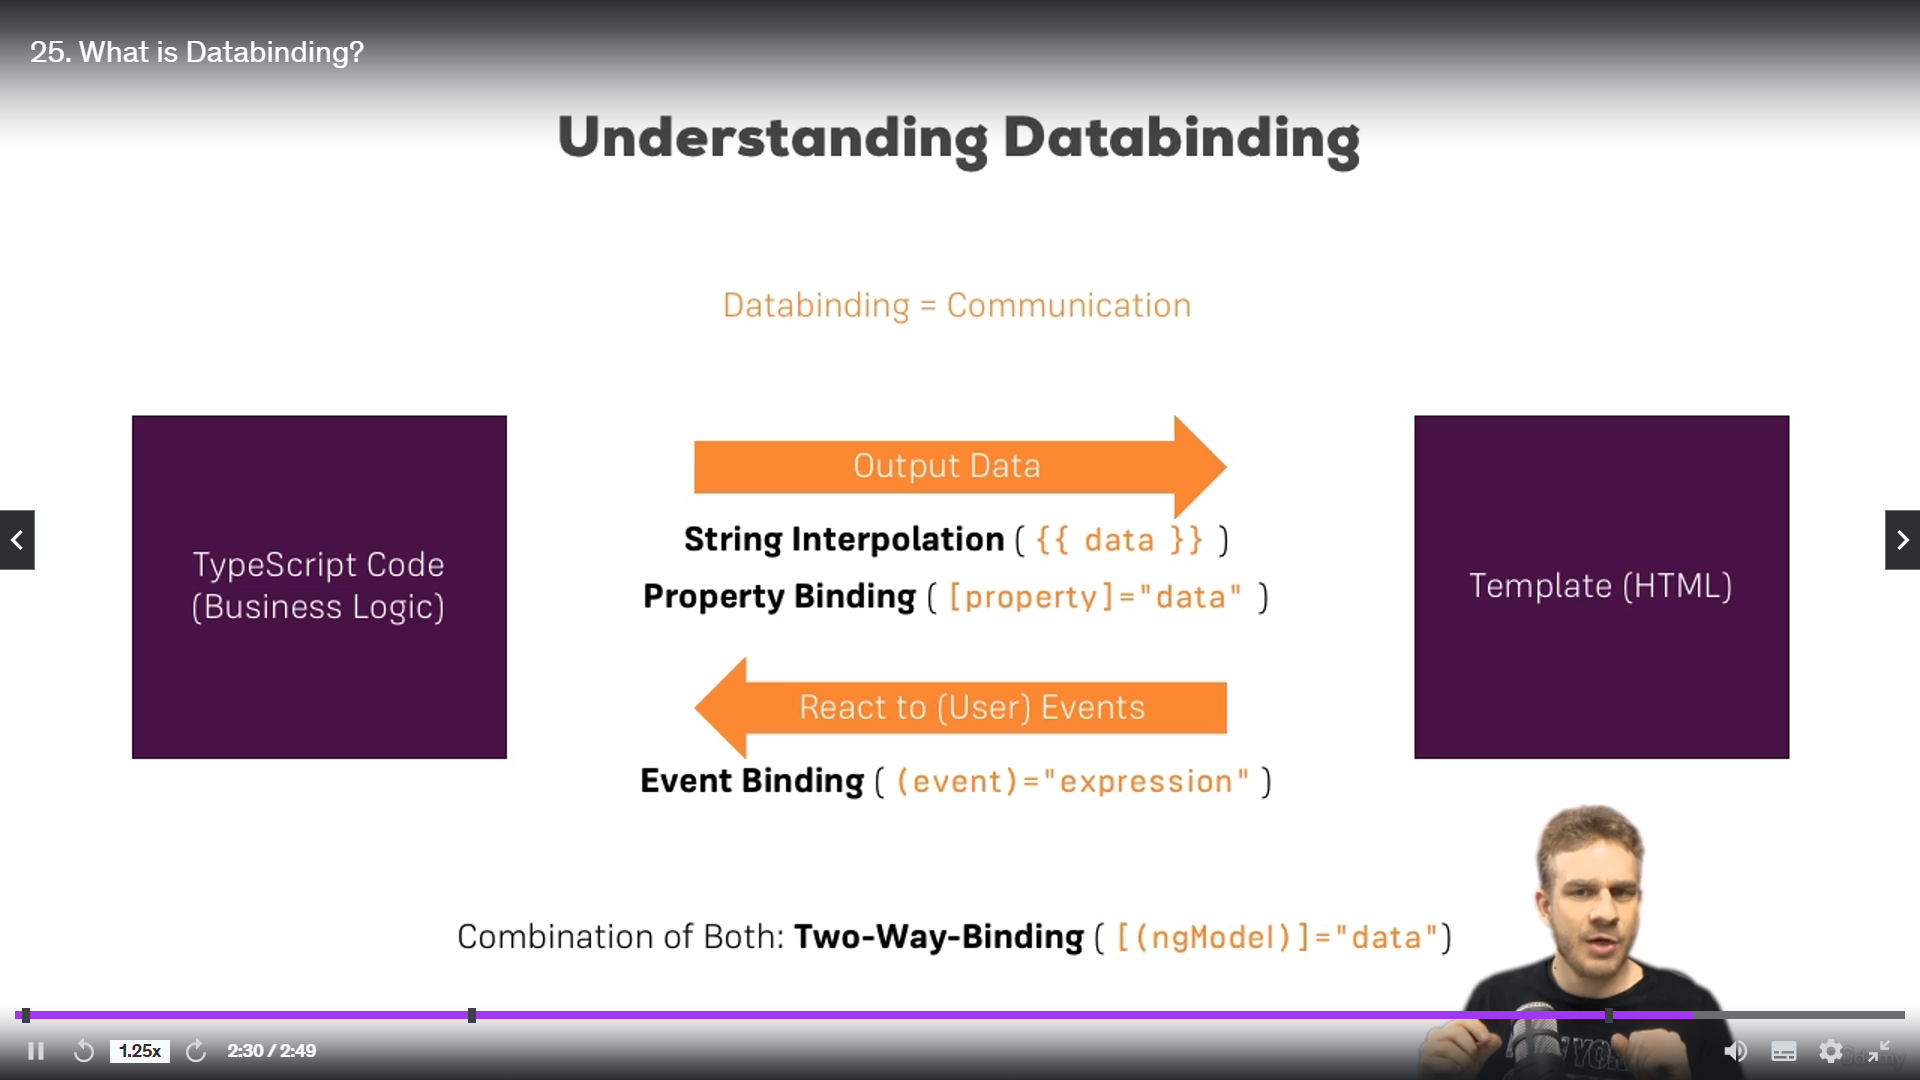 25. What is Databinding?
Understanding Databinding
Databinding = Communication
TypeScript Code
(Business Logic)
Output Data
String Interpolation ( {{ data }} )
Property Binding ( [property]="data" )
React to (User) Events
Event Binding ( (event)="expression" )
Template (HTML)
Combination of Both: Two-Way-Binding ( [(ngModel)]="data")
1.25x
2:30 / 2:49
udemy